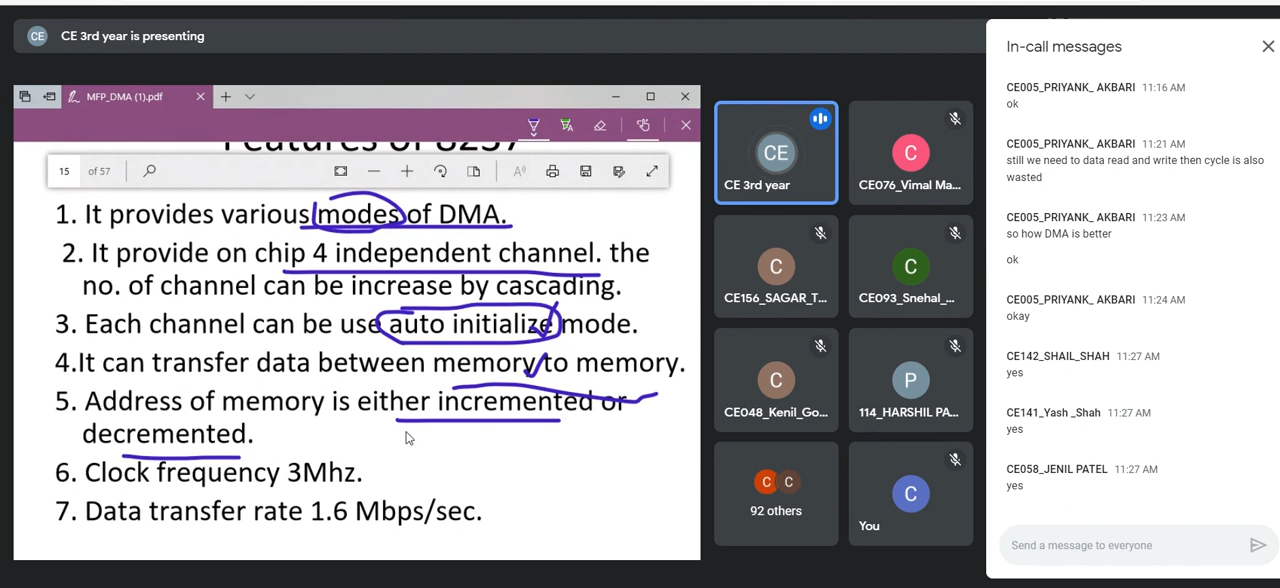 CE
CE 3rd year is presenting
MFP_DMA (1).pdf
Features of 8237
15
of 57
1. It provides various modes of DMA.
2. It provide on chip 4 independent channel. the
no. of channel can be increase by cascading.
3. Each channel can be use auto initialize mode.
4.It can transfer data between memory to memory.
5. Address of memory is either incremented or
decremented.
6. Clock frequency 3Mhz.
7. Data transfer rate 1.6 Mbps/sec.
CE
CE 3rd year
C
CE076_Vimal Ma...
C
CE156_SAGAR_T...
C
CE093_Snehal_...
C
CE048_Kenil_Go...
P
114_HARSHIL PA...
C
C
92 others
C
You
In-call messages
CE005_PRIYANK_ AKBARI 11:16 AM
ok
CE005_PRIYANK_ AKBARI 11:21 AM
still we need to data read and write then cycle is also
wasted
CE005_PRIYANK_ AKBARI 11:23 AM
so how DMA is better
ok
CE005_PRIYANK_ AKBARI 11:24 AM
okay
CE142_SHAIL_SHAH 11:27 AM
yes
CE141_Yash _Shah 11:27 AM
yes
CE058_JENIL PATEL 11:27 AM
yes
Send a message to everyone